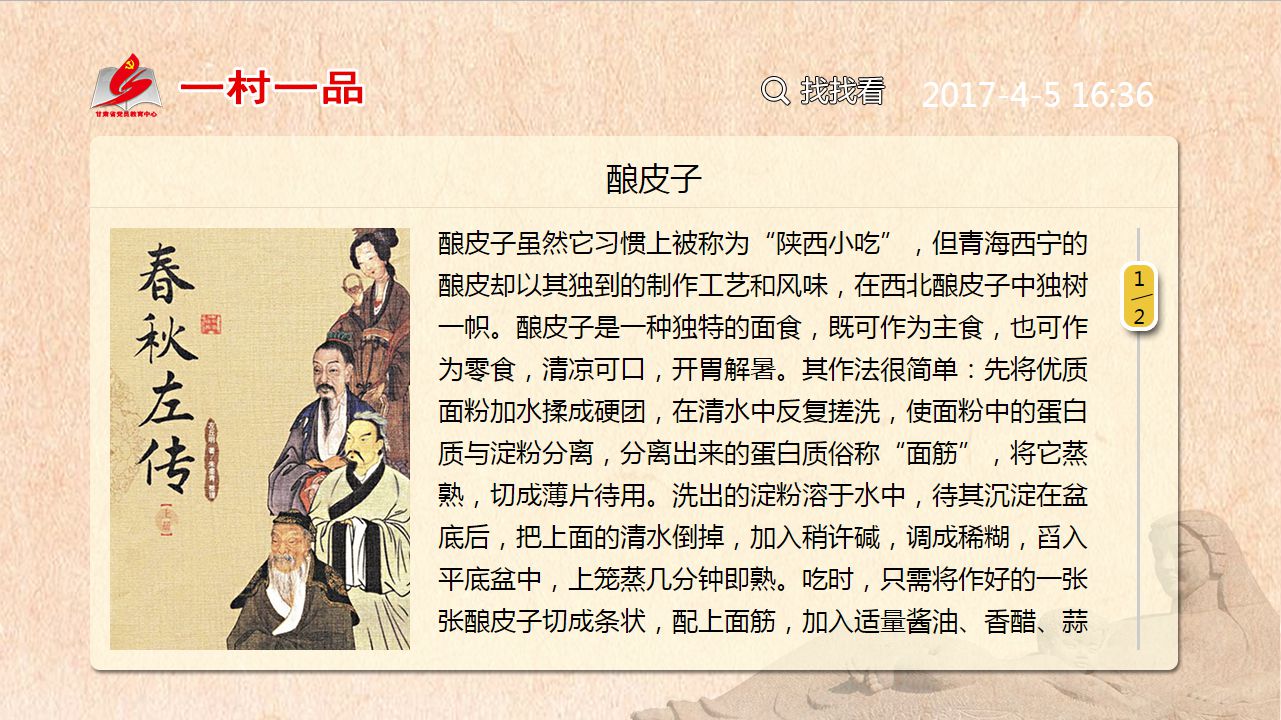 一村一品
甘肃省党员教育中心
找找看
2017-4-5 16:36
酿皮子
春秋左传
酿皮子虽然它习惯上被称为“陕西小吃”，但青海西宁的
酿皮却以其独到的制作工艺和风味，在西北酿皮子中独树
一帜。酿皮子是一种独特的面食，既可作为主食，也可作
为零食，清凉可口，开胃解暑。其作法很简单：先将优质
面粉加水揉成硬团，在清水中反复搓洗，使面粉中的蛋白
质与淀粉分离，分离出来的蛋白质俗称“面筋”，将它蒸
熟，切成薄片待用。洗出的淀粉溶于水中，待其沉淀在盆
底后，把上面的清水倒掉，加入稍许碱，调成稀糊，舀入
平底盆中，上笼蒸几分钟即熟。吃时，只需将作好的一张
张酿皮子切成条状，配上面筋，加入适量酱油、香醋、蒜
1
2